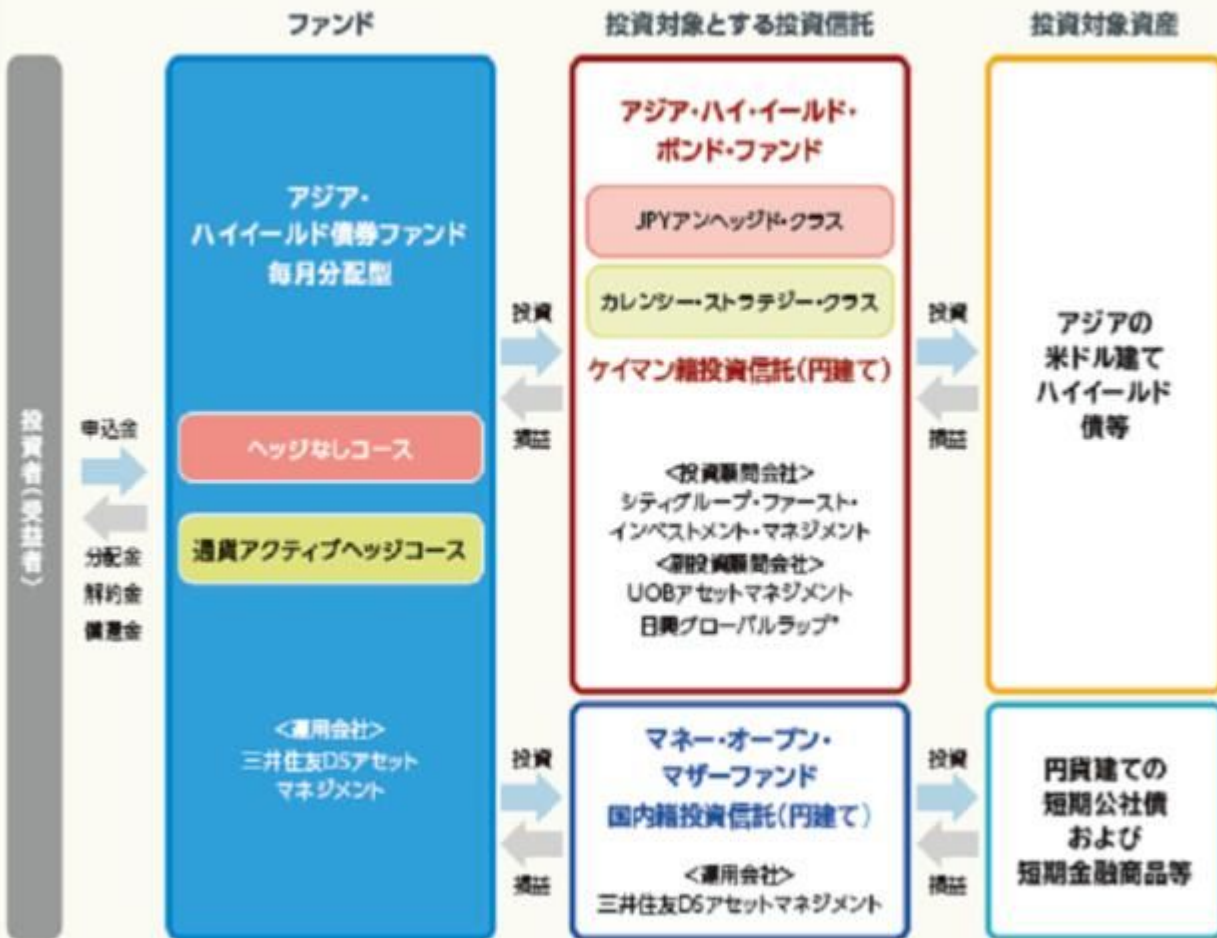 ファンド
投資対象とする投資信託
投資対象資産
投資者(受益者)
申込金
分配金
解約金
償還金
アジア・
ハイイールド債券ファンド
毎月分配型
ヘッジなしコース
通貨アクティブヘッジコース
<運用会社>
三井住友DSアセット
マネジメント
投資
損益
アジア・ハイ・イールド・
ボンド・ファンド
JPYアンヘッジド・クラス
カレンシー・ストラテジー・クラス
ケイマン籍投資信託(円建て)
<投資顧問会社>
シティグループ・ファースト・
インベストメント・マネジメント
<副投資顧問会社>
UOBアセットマネジメント
日興グローバルラップ*
投資
損益
アジアの
米ドル建て
ハイイールド
債等
投資
損益
マネー・オープン・
マザーファンド
国内籍投資信託(円建て)
<運用会社>
三井住友DSアセットマネジメント
投資
損益
円貨建ての
短期公社債
および
短期金融商品等